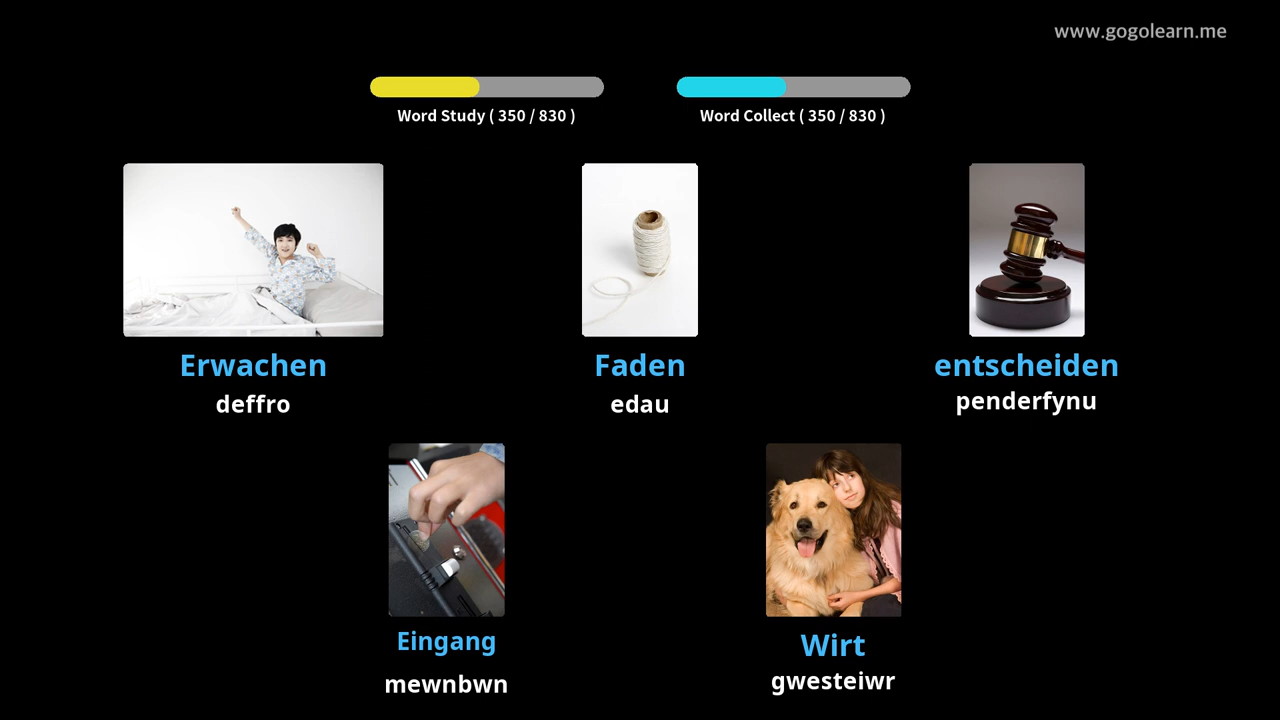 www.gogolearn.me
Word Study ( 350 / 830 )
Word Collect ( 350 / 830 )
Erwachen
deffro
Faden
edau
entscheiden
penderfynu
Eingang
mewnbwn
Wirt
gwesteiwr